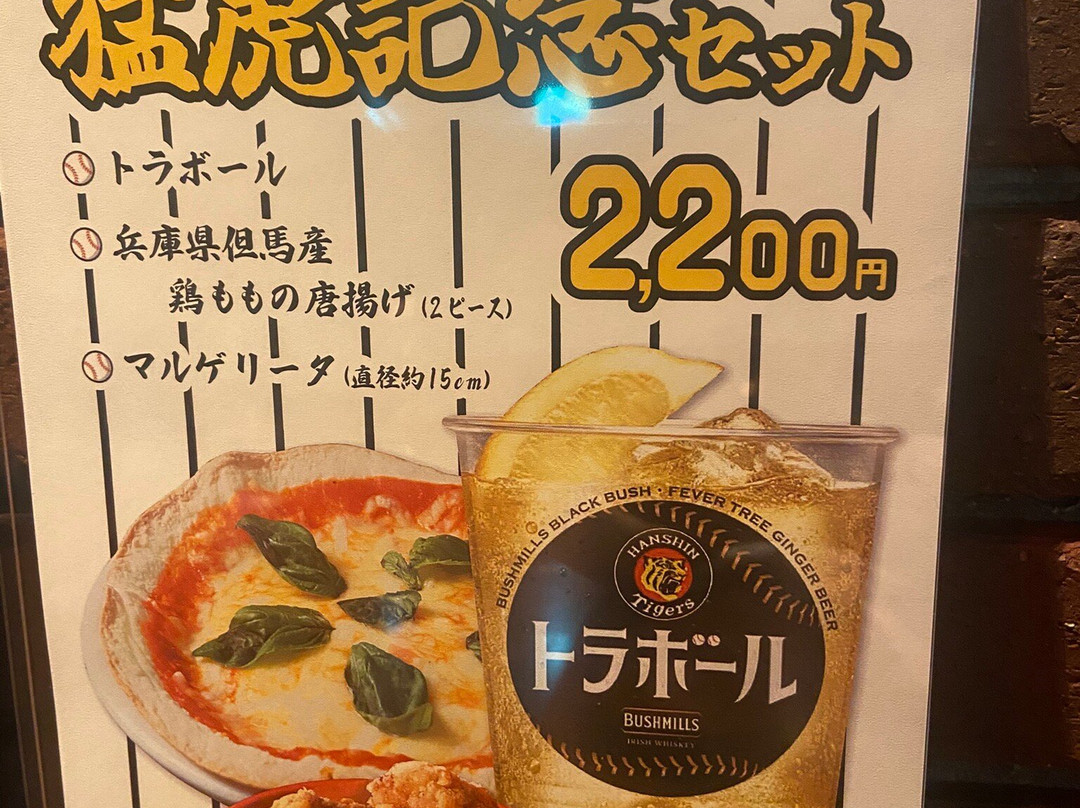 猛虎記念セット
トラボール
兵庫県但馬産
鶏ももの唐揚げ(2ピース)
マルゲリータ(直径約15cm)
2,200円
BUSHMILLS BLACK BUSH・FEVER TREE GINGER BEER
HANSHIN
Tigers
トラボール
BUSHMILLS
IRISH WHISKEY